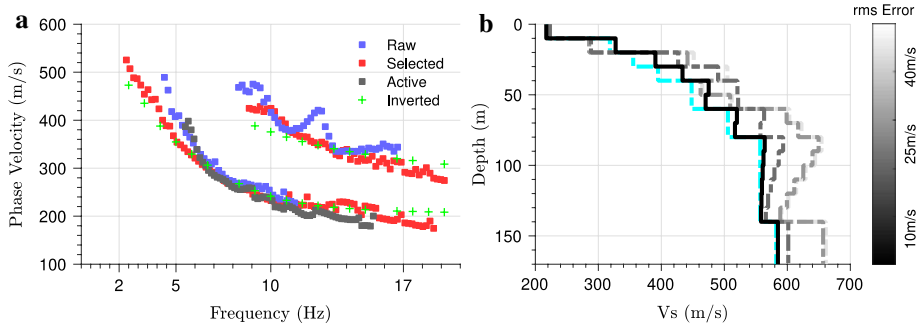 a
600
500
400
300
200
100
Phase Velocity (m/s)
2
5
10
17
Frequency (Hz)
Raw
Selected
Active
Inverted
b
0
50
100
150
Depth (m)
200
300
400
500
600
700
Vs (m/s)
rms Error
40m/s
25m/s
10m/s